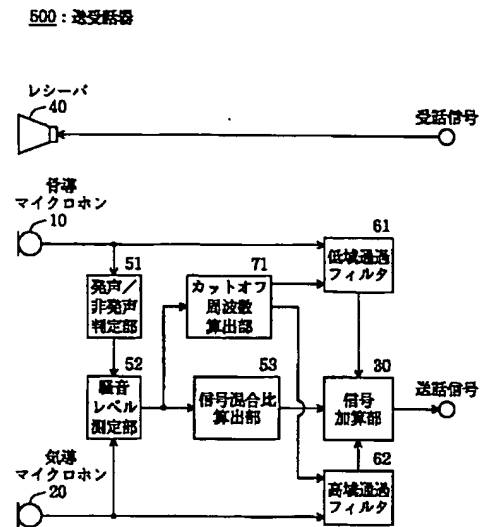 500：送受話器
レシーバ
40
受話信号
骨導
マイクロホン
10
61
低域通過
フィルタ
51
発声／
非発声
判定部
71
カットオフ
周波数
算出部
52
騒音
レベル
測定部
53
信号混合比
算出部
30
信号
加算部
送話信号
気導
マイクロホン
20
62
高域通過
フィルタ